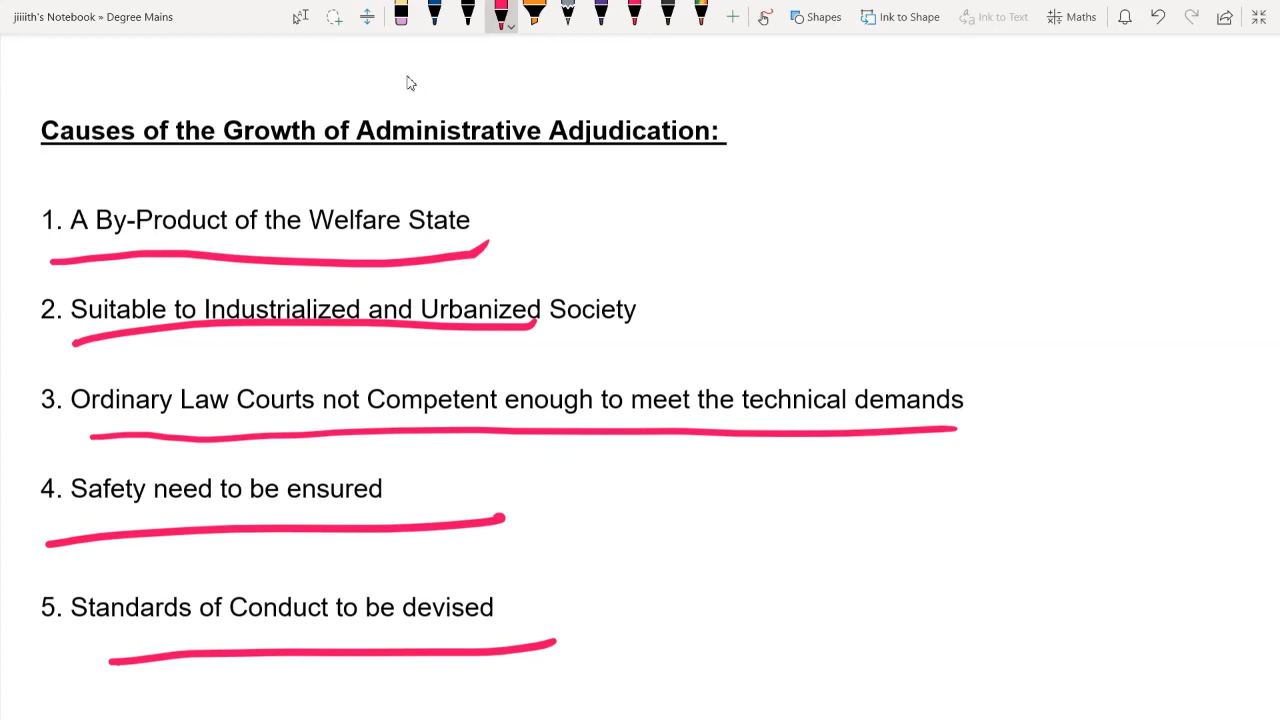 jiiiith's Notebook » Degree Mains
Shapes
Ink to Shape
Ink to Text
Maths
Causes of the Growth of Administrative Adjudication:
1. A By-Product of the Welfare State
2. Suitable to Industrialized and Urbanized Society
3. Ordinary Law Courts not Competent enough to meet the technical demands
4. Safety need to be ensured
5. Standards of Conduct to be devised